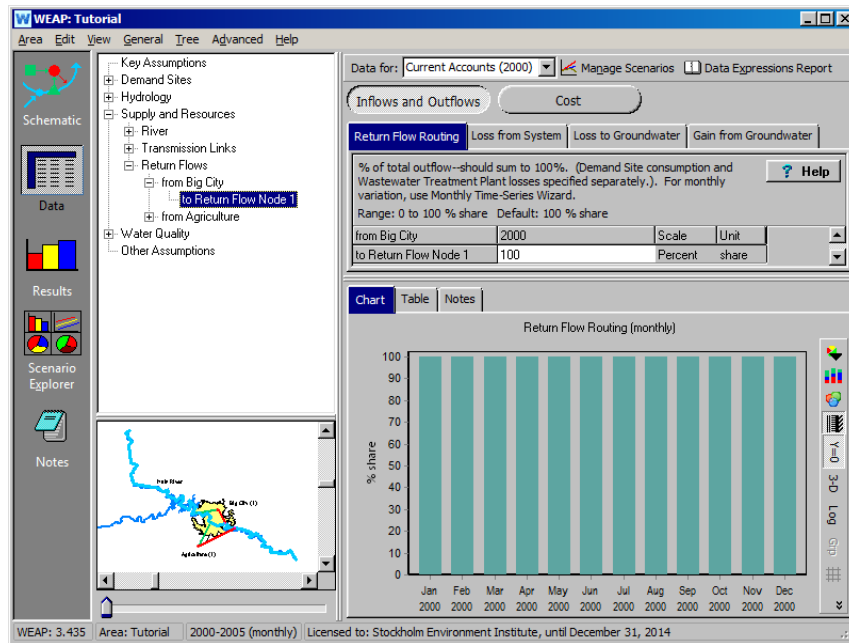 WEAP: Tutorial
Area Edit View General Tree Advanced Help
Schematic
Data
Results
Scenario
Explorer
Notes
Key Assumptions
Demand Sites
Hydrology
Supply and Resources
River
Transmission Links
Return Flows
from Big City
to Return Flow Node 1
from Agriculture
Water Quality
Other Assumptions
Main River
Big City (1)
Agriculture (1)
Data for: Current Accounts (2000) Manage Scenarios Data Expressions Report
Inflows and Outflows Cost
Return Flow Routing Loss from System Loss to Groundwater Gain from Groundwater
% of total outflow--should sum to 100%. (Demand Site consumption and
Wastewater Treatment Plant losses specified separately.). For monthly
variation, use Monthly Time-Series Wizard.
? Help
Range: 0 to 100 % share Default: 100 % share
from Big City 2000 Scale Unit
to Return Flow Node 1 100 Percent share
Chart Table Notes
Return Flow Routing (monthly)
% share
100
90
80
70
60
50
40
30
20
10
0
Jan Feb Mar Apr May Jun Jul Aug Sep Oct Nov Dec
2000 2000 2000 2000 2000 2000 2000 2000 2000 2000 2000 2000
Y=0
3-D
Log
Grp
WEAP: 3.435 Area: Tutorial 2000-2005 (monthly) Licensed to: Stockholm Environment Institute, until December 31, 2014